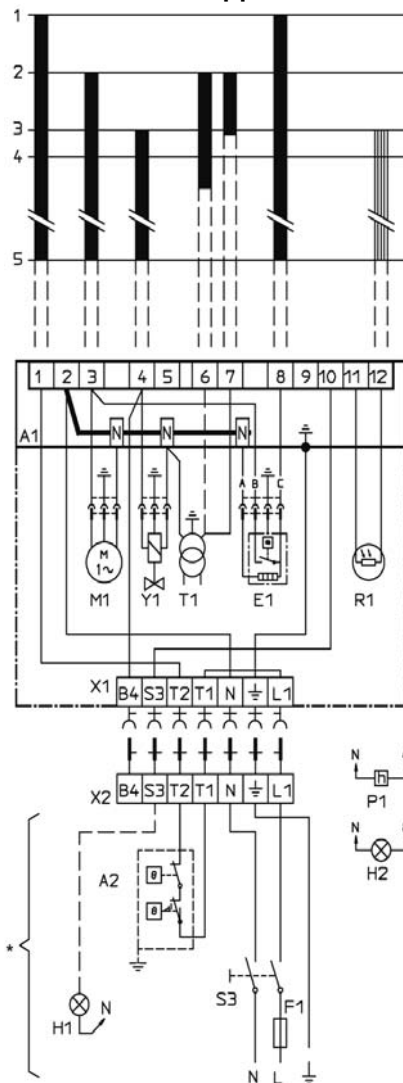 1
2
3
4
5
1 2 3 4 5 6 7 8 9 10 11 12
N N N
A1
A B C
M
1~
M1 Y1 T1 E1 R1
X1 B4 S3 T2 T1 N L1
X2 B4 S3 T2 T1 N L1
N
P1
N
H2
A2
θ
θ
*
S3
F1
N
H1
N L